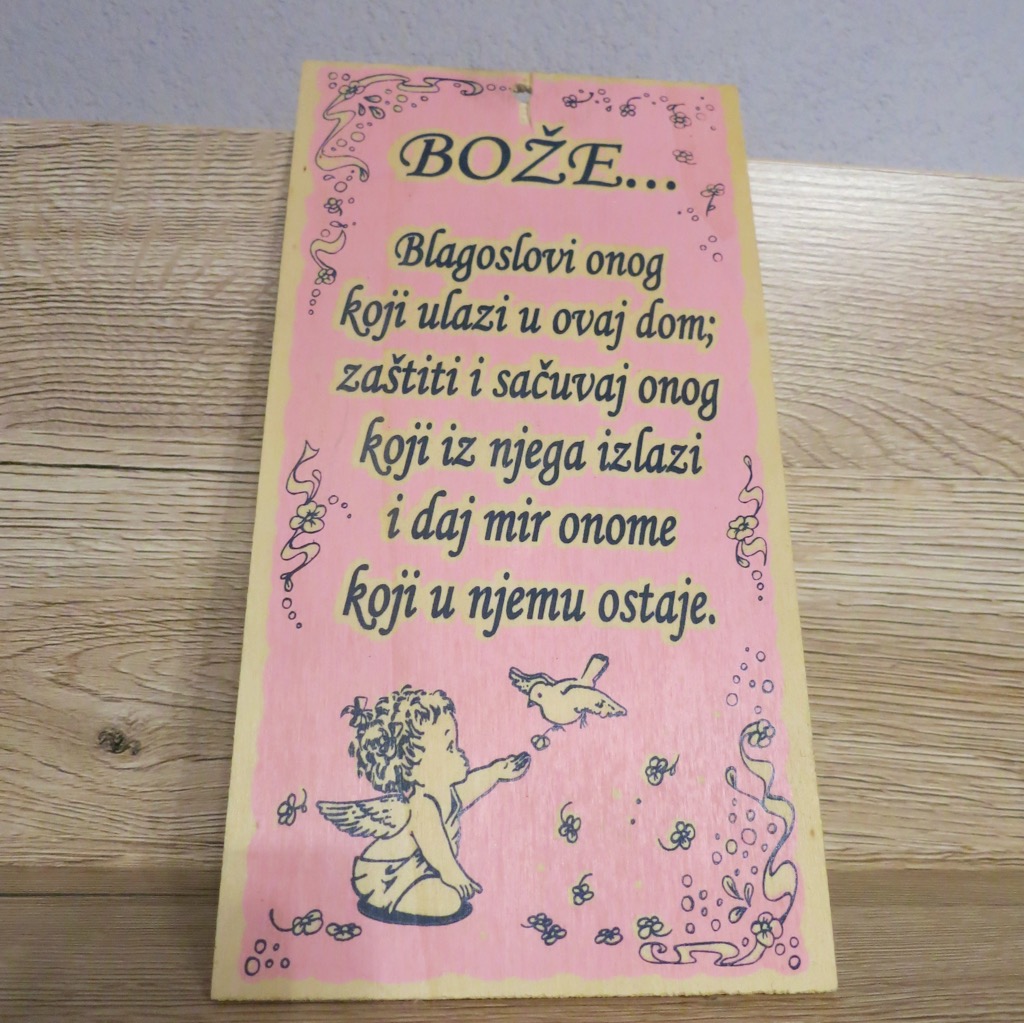 BOŽE...
Blagoslovi onog
koji ulazi u ovaj dom;
zaštiti i sačuvaj onog
koji iz njega izlazi
i daj mir onome
koji u njemu ostaje.